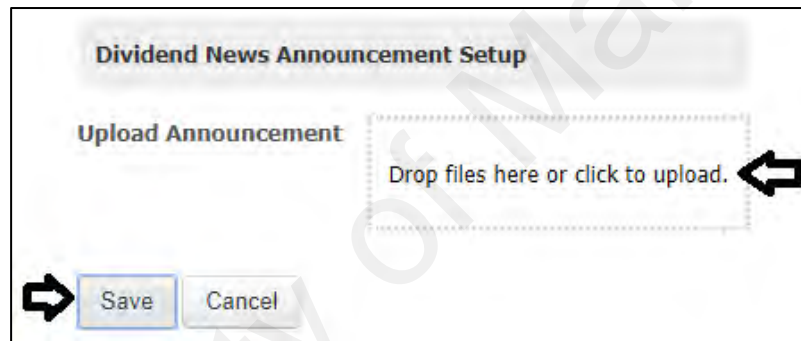 Dividend News Announcement Setup
Upload Announcement
Drop files here or click to upload.
Save Cancel